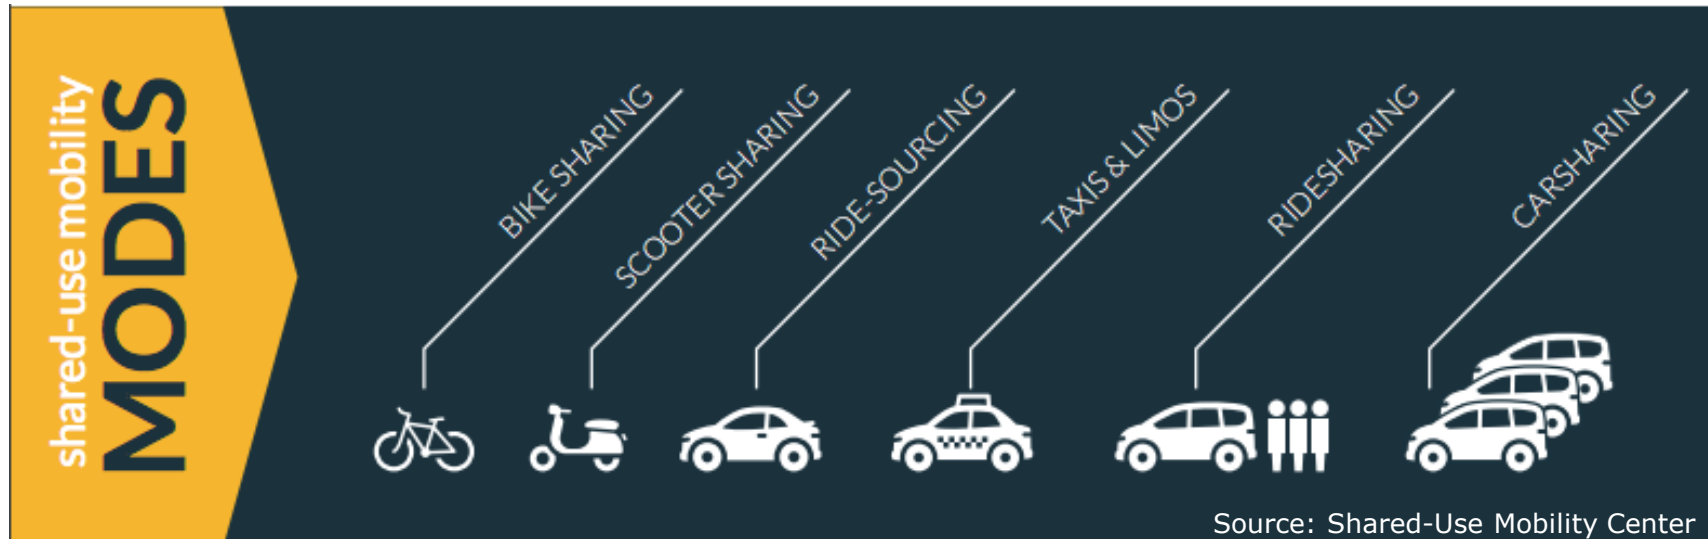 shared-use mobility
MODES
BIKE SHARING
SCOOTER SHARING
RIDE-SOURCING
TAXIS & LIMOS
RIDESHARING
CARSHARING
Source: Shared-Use Mobility Center